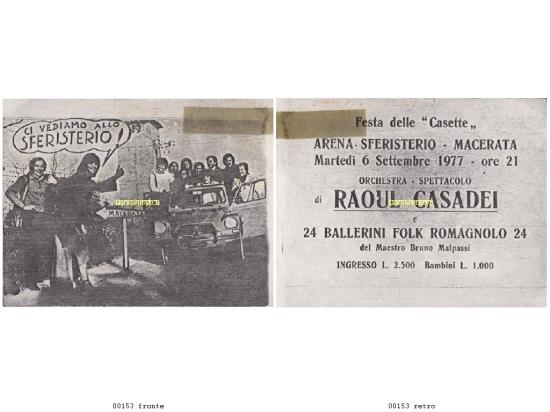 CI VEDIAMO ALLO
SFERISTERIO!
MACERATA
Festa delle "Casette„
ARENA-SFERISTERIO - MACERATA
Martedì 6 Settembre 1977 - ore 21
ORCHESTRA - SPETTACOLO
di RAOUL CASADEI
e
24 BALLERINI FOLK ROMAGNOLO 24
del Maestro Bruno Malpassi
INGRESSO L. 2.500 Bambini L. 1.000
00153 fronte
00153 retro